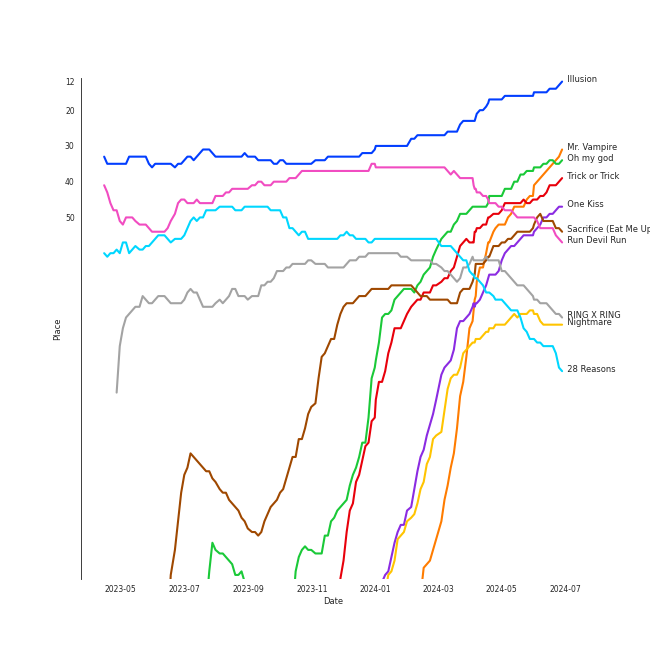 12
Illusion
20
30
Mr. Vampire
Oh my god
40
Trick or Trick
One Kiss
50
Sacrifice (Eat Me Up
Run Devil Run
RING X RING
Nightmare
Place
28 Reasons
2023-05 2023-07 2023-09 2023-11 2024-01 2024-03 2024-05 2024-07
Date